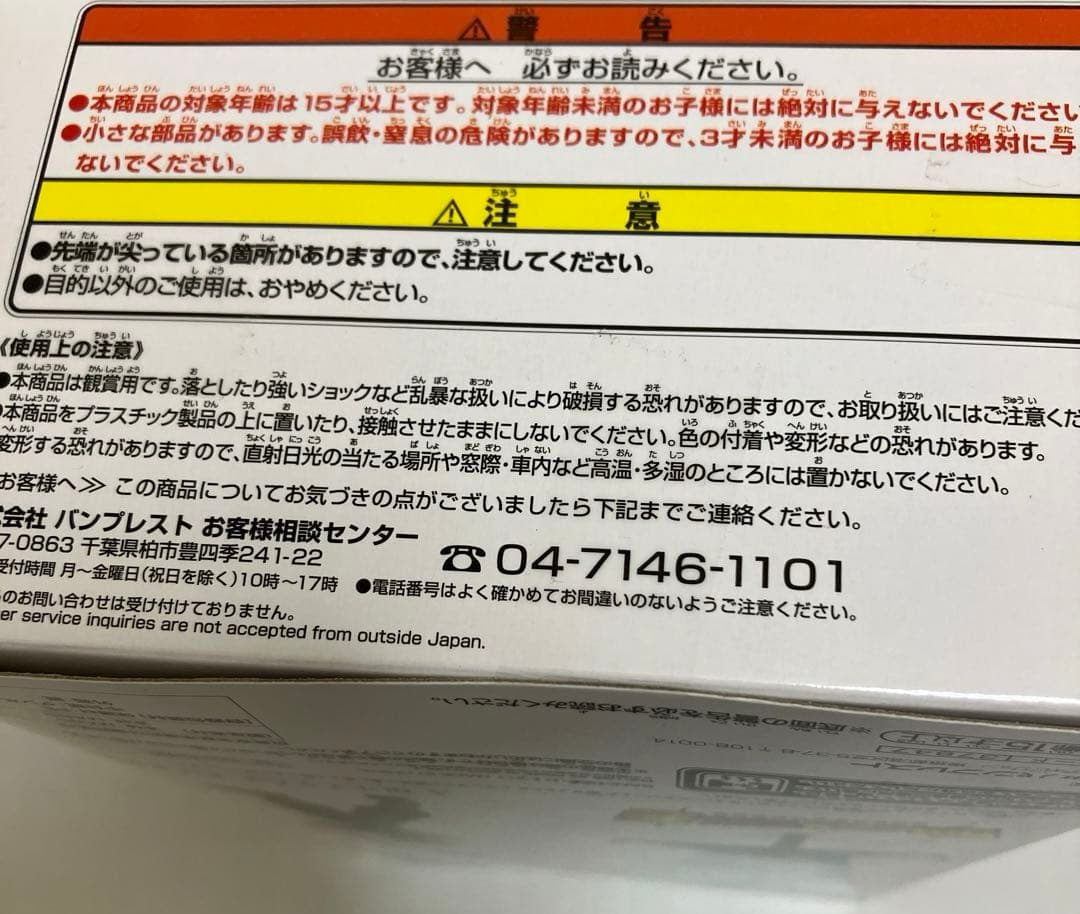 ⚠ 警告
お客様へ 必ずお読みください。
●本商品の対象年齢は15才以上です。対象年齢未満のお子様には絶対に与えないでくださ
●小さな部品があります。誤飲・窒息の危険がありますので、3才未満のお子様には絶対に与
ないでください。
⚠ 注意
●先端が尖っている箇所がありますので、注意してください。
●目的以外のご使用は、おやめください。
《使用上の注意》
●本商品は観賞用です。落としたり強いショックなど乱暴な扱いにより破損する恐れがありますので、お取り扱いにはご注意くだ
本商品をプラスチック製品の上に置いたり、接触させたままにしないでください。色の付着や変形などの恐れがあります。
変形する恐れがありますので、直射日光の当たる場所や窓際・車内など高温・多湿のところには置かないでください。
お客様へ≫ この商品についてお気づきの点がございましたら下記までご連絡ください。
会社 バンプレスト お客様相談センター
7-0863 千葉県柏市豊四季241-22
☎04-7146-1101
受付時間 月～金曜日(祝日を除く)10時～17時 ●電話番号はよく確かめてお間違いのないようご注意ください。
のお問い合わせは受け付けておりません。
er service inquiries are not accepted from outside Japan.
※底面の警告を必ずお読みください。
15才以上